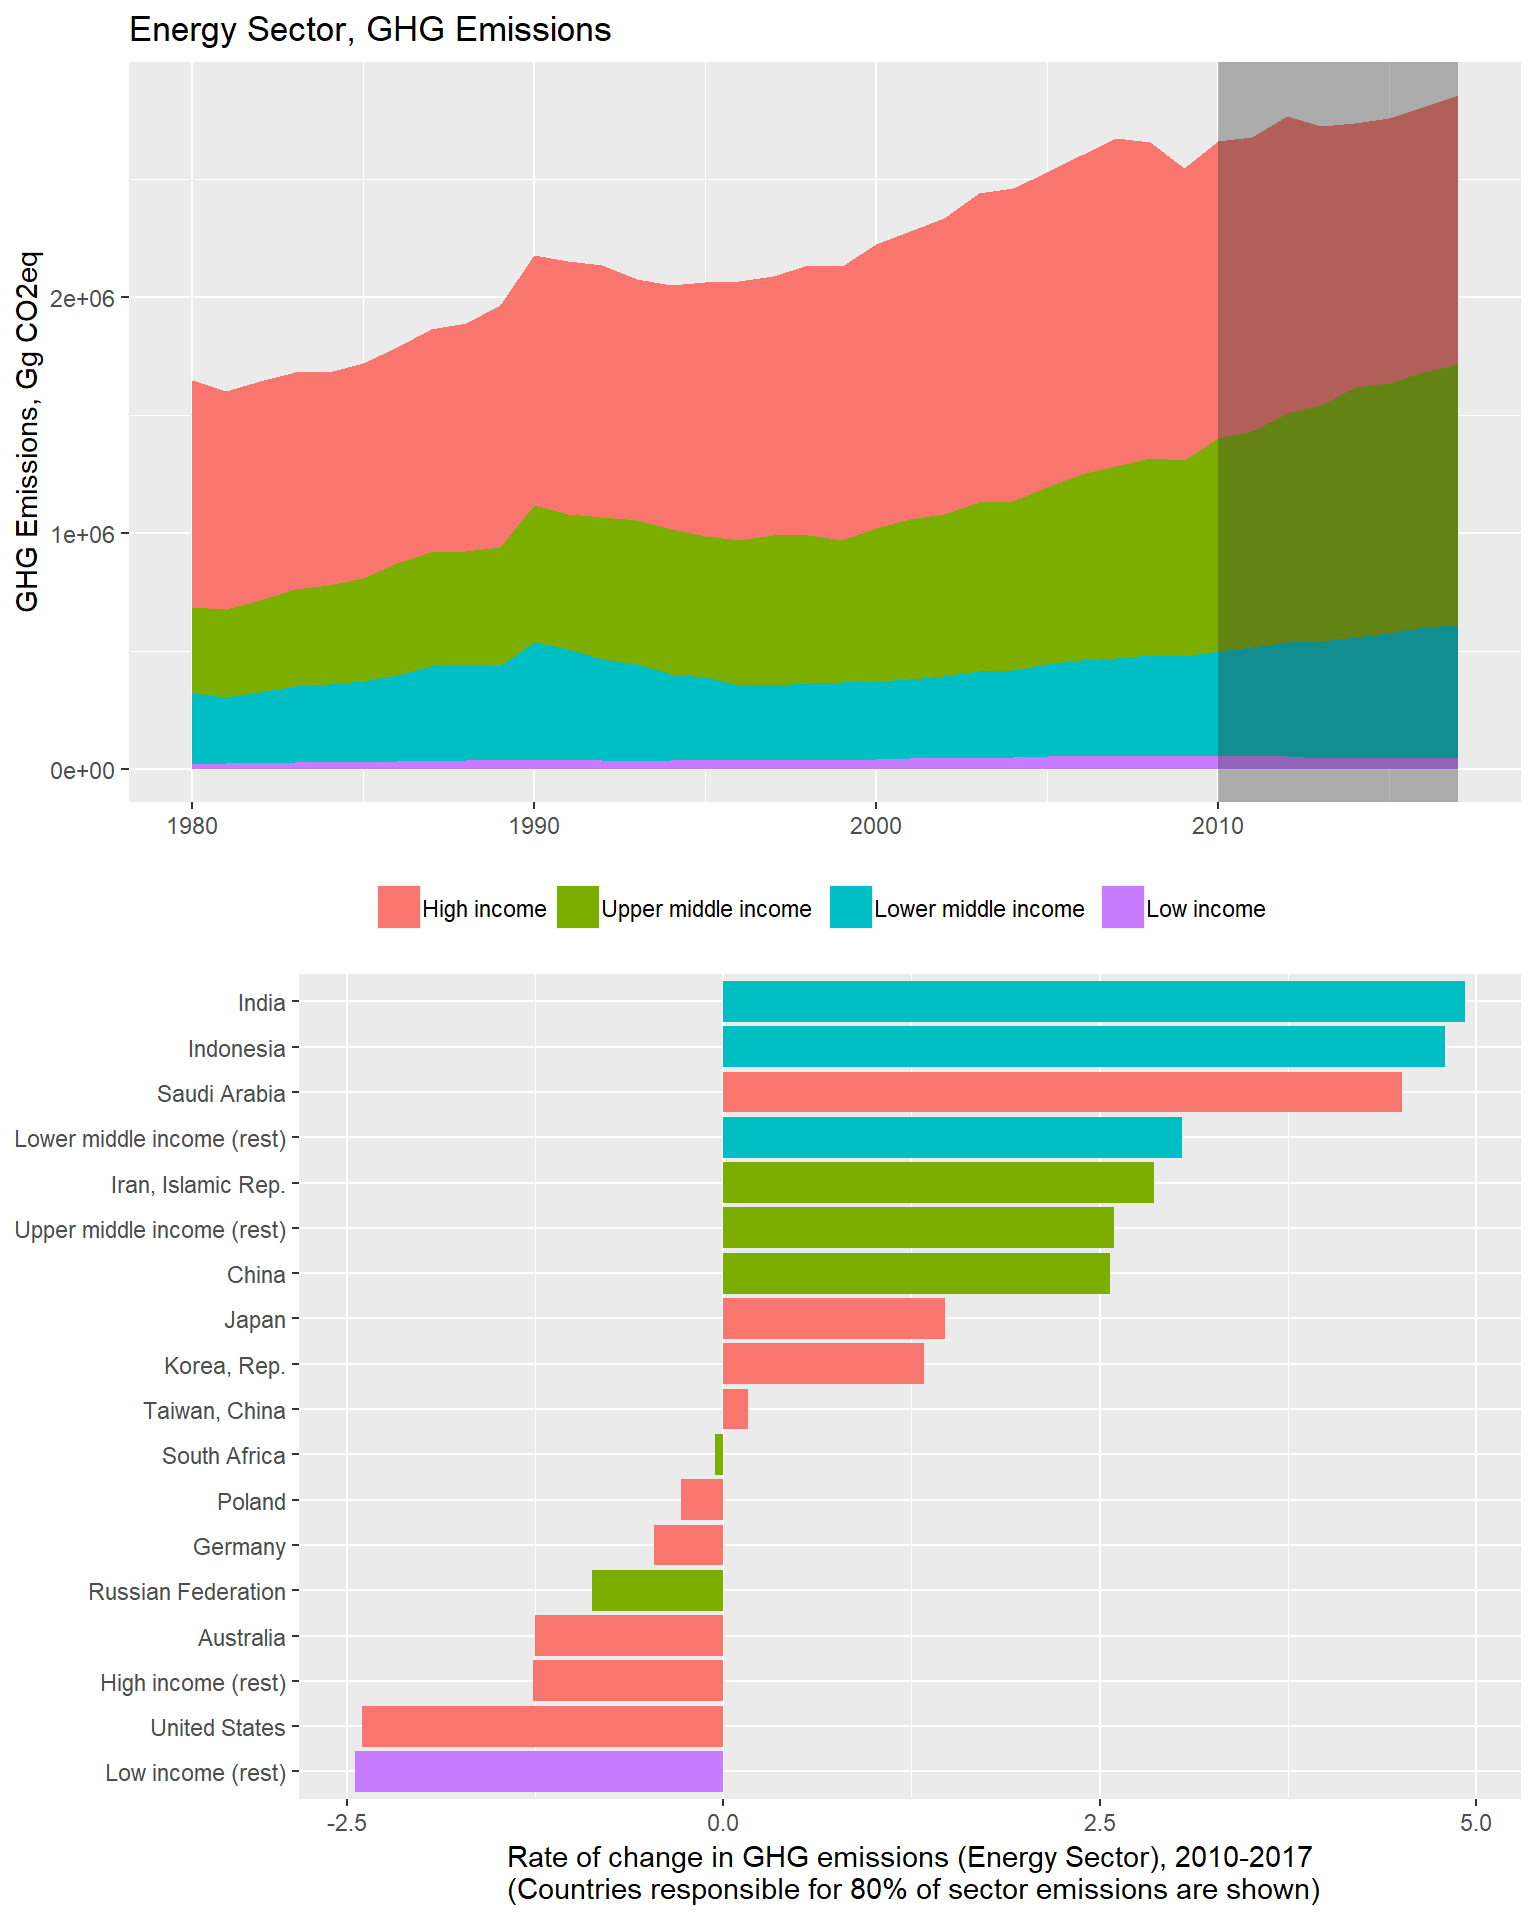 Energy Sector, GHG Emissions
GHG Emissions, Gg CO2eq
2e+06
1e+06
0e+00
1980 1990 2000 2010
High income Upper middle income Lower middle income Low income
India
Indonesia
Saudi Arabia
Lower middle income (rest)
Iran, Islamic Rep.
Upper middle income (rest)
China
Japan
Korea, Rep.
Taiwan, China
South Africa
Poland
Germany
Russian Federation
Australia
High income (rest)
United States
Low income (rest)
-2.5 0.0 2.5 5.0
Rate of change in GHG emissions (Energy Sector), 2010-2017
(Countries responsible for 80% of sector emissions are shown)